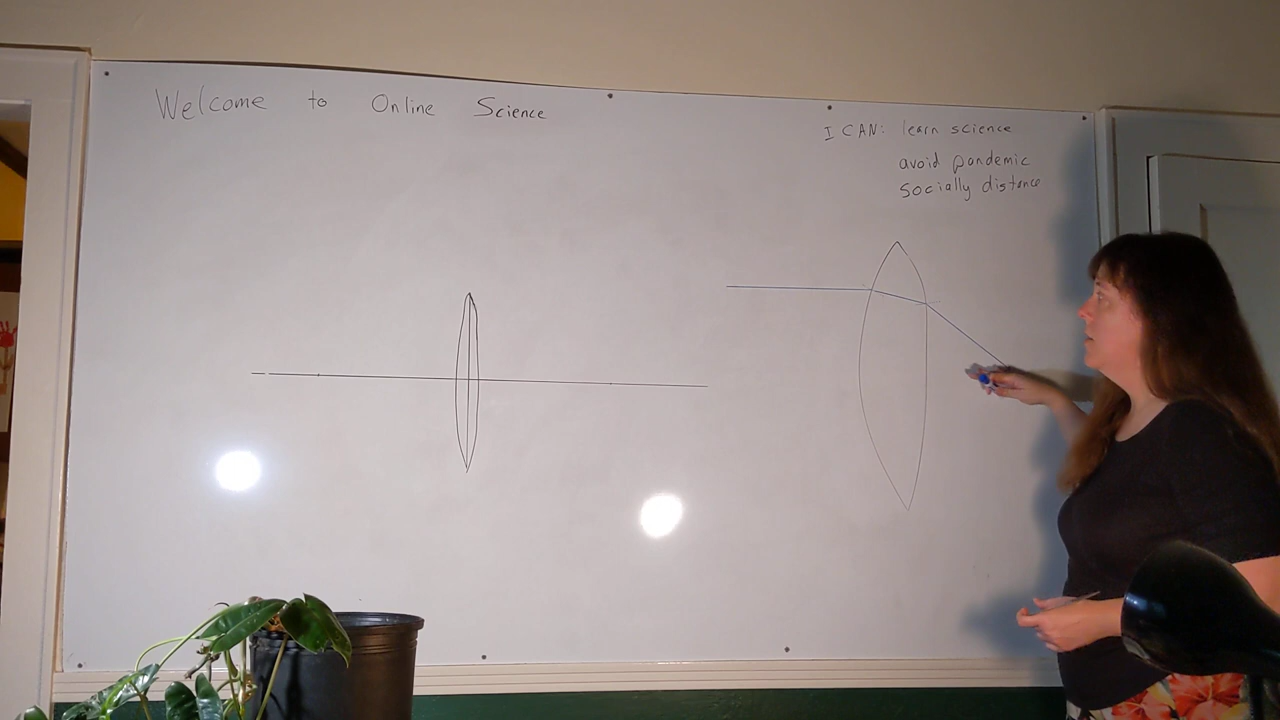 Welcome to Online Science
I CAN: learn science
avoid pandemic
socially distance